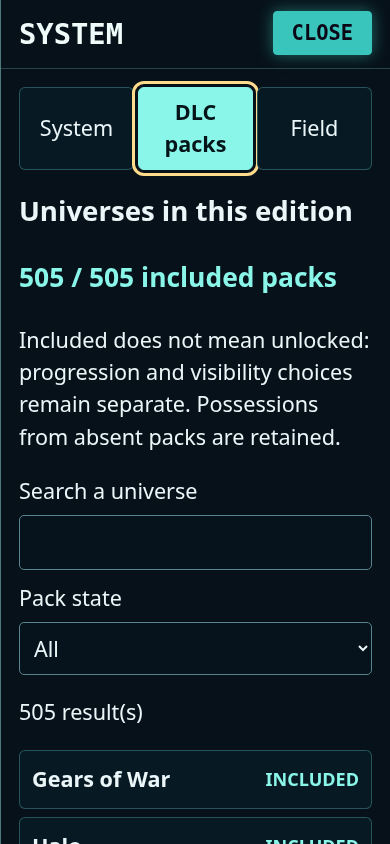 SYSTEM
CLOSE
System
DLC
packs
Field
Universes in this edition
505 / 505 included packs
Included does not mean unlocked:
progression and visibility choices
remain separate. Possessions
from absent packs are retained.
Search a universe
Pack state
All
505 result(s)
Gears of War
INCLUDED
Halo
INCLUDED